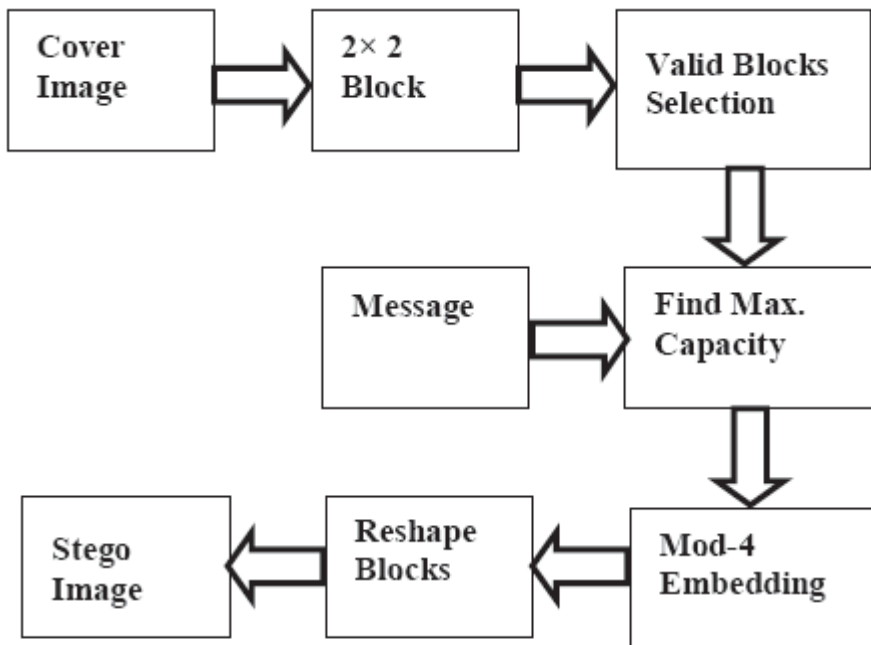 Cover
Image
2× 2
Block
Valid Blocks
Selection
Message
Find Max.
Capacity
Stego
Image
Reshape
Blocks
Mod-4
Embedding